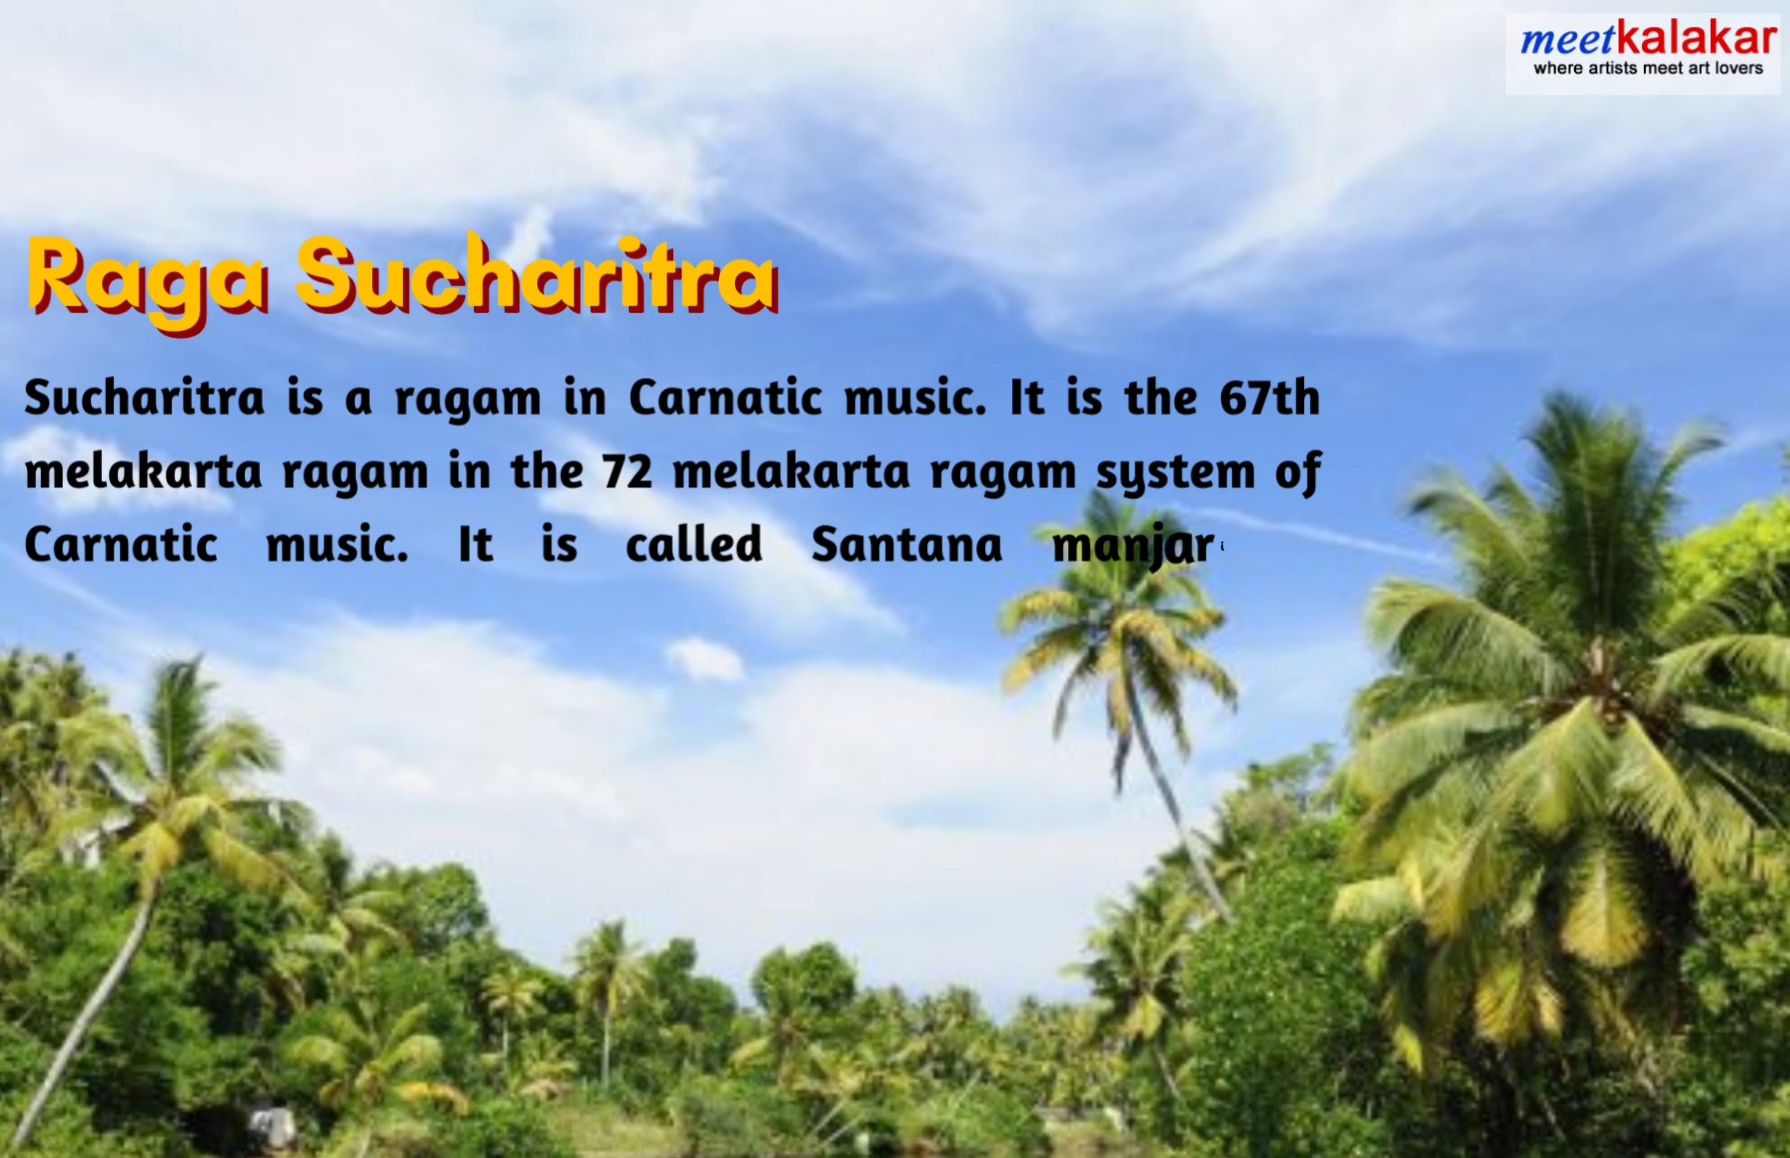 meetkalakar
where artists meet art lovers
Raga Sucharitra
Sucharitra is a ragam in Carnatic music. It is the 67th
melakarta ragam in the 72 melakarta ragam system of
Carnatic music. It is called Santana manjar